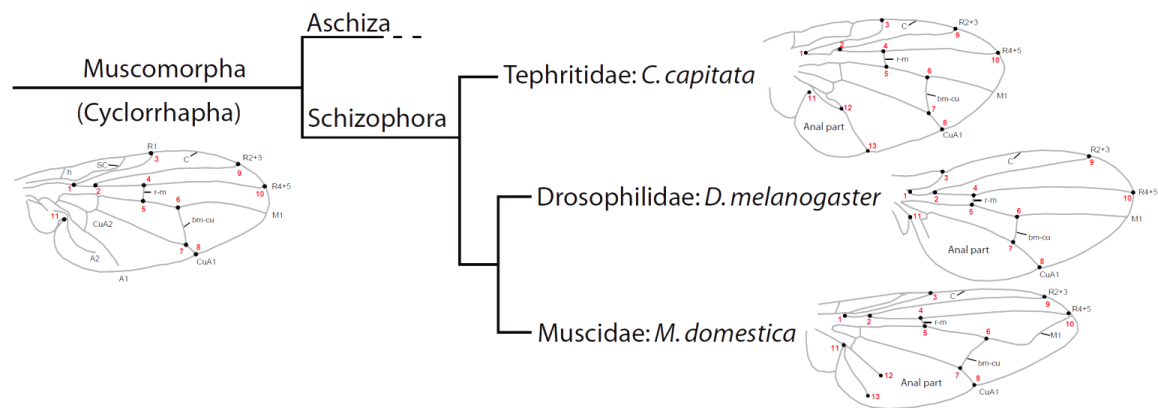 Aschiza
Muscomorpha
(Cyclorrhapha)
Schizophora
Tephritidae: C. capitata
Drosophilidae: D. melanogaster
Muscidae: M. domestica
R1
3
C
R2+3
SC
h
9
1
2
4
R4+5
10
r-m
5
6
M1
11
bm-cu
CuA2
7
8
CuA1
A2
A1
3
C
R2+3
9
2
4
R4+5
1
10
r-m
5
6
M1
11
bm-cu
12
7
8
Anal part
CuA1
13
R2+3
C
9
3
1
2
4
R4+5
10
r-m
5
6
M1
11
bm-cu
7
Anal part
8
CuA1
3
C
R2+3
9
R4+5
1
2
4
10
r-m
5
6
M1
11
bm-cu
12
7
8
Anal part
13
CuA1